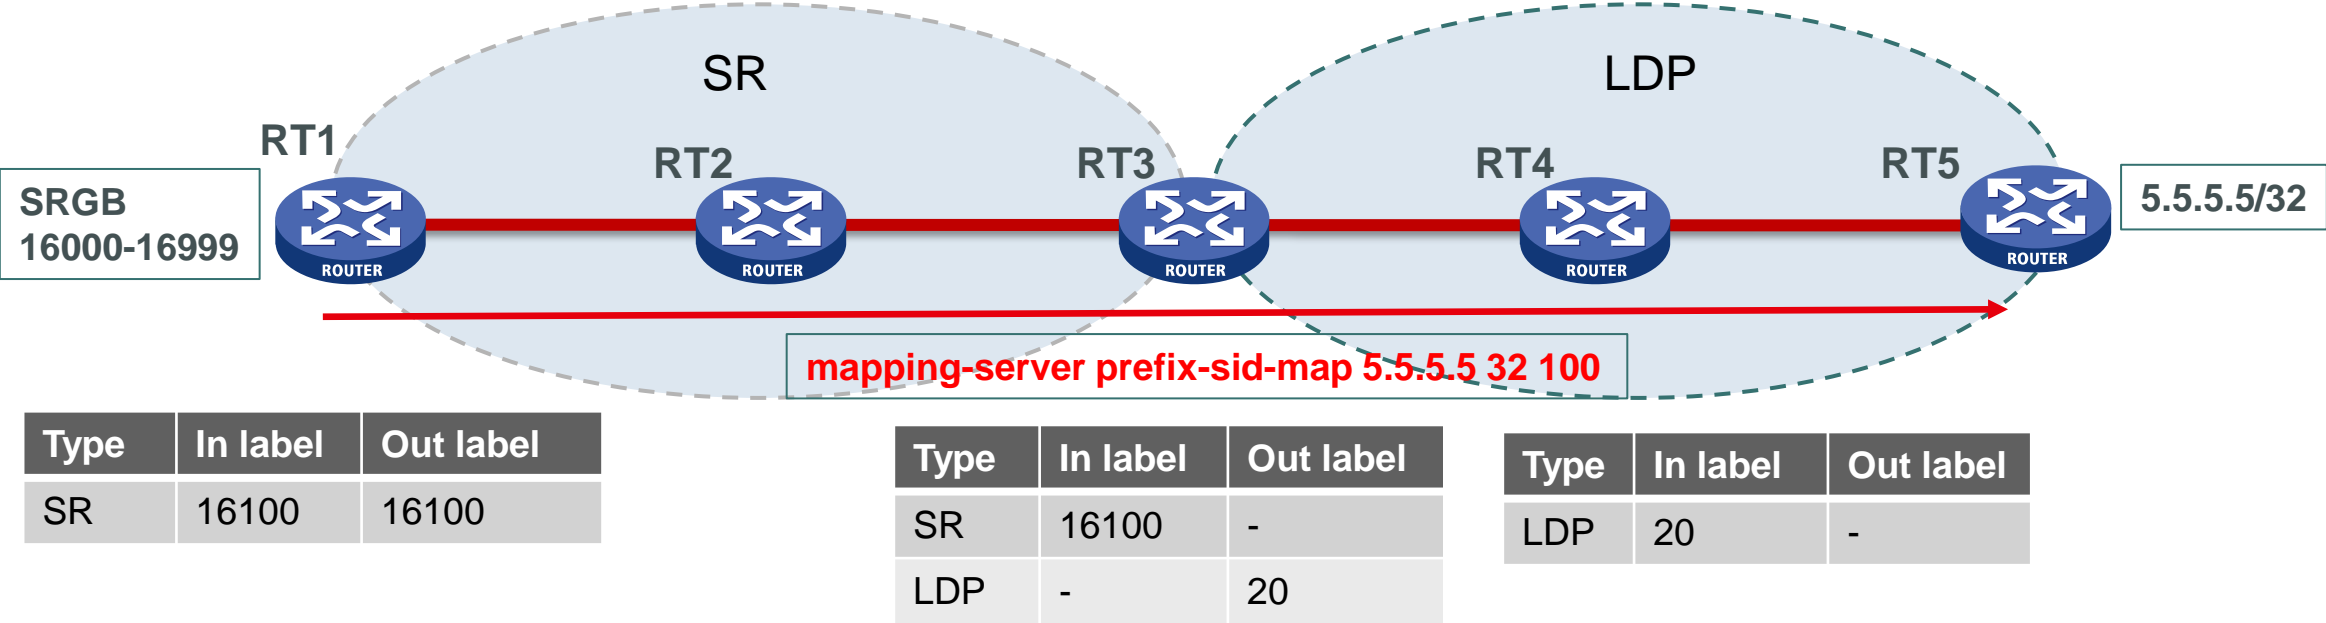 SR
LDP
RT1
RT2
RT3
RT4
RT5
SRGB
16000-16999
5.5.5.5/32
ROUTER
ROUTER
ROUTER
ROUTER
ROUTER
mapping-server prefix-sid-map 5.5.5.5 32 100
Type In label Out label
SR 16100 16100
Type In label Out label
SR 16100 -
LDP - 20
Type In label Out label
LDP 20 -